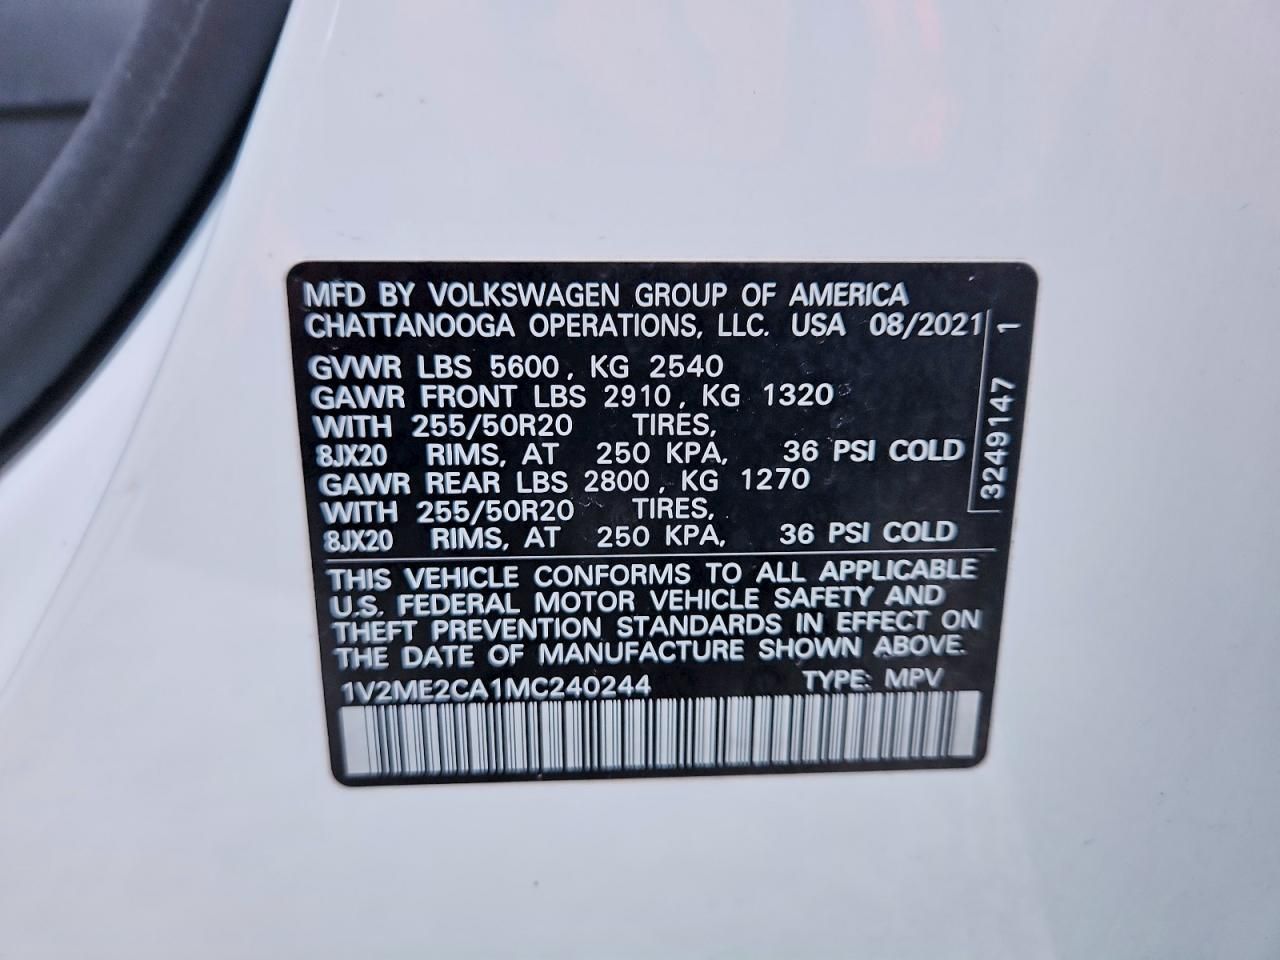 MFD BY VOLKSWAGEN GROUP OF AMERICA
CHATTANOOGA OPERATIONS, LLC. USA 08/2021
GVWR LBS 5600, KG 2540
GAWR FRONT LBS 2910, KG 1320
WITH 255/50R20 TIRES,
8JX20 RIMS, AT 250 KPA, 36 PSI COLD
GAWR REAR LBS 2800, KG 1270
WITH 255/50R20 TIRES,
8JX20 RIMS, AT 250 KPA, 36 PSI COLD
3249147 1
THIS VEHICLE CONFORMS TO ALL APPLICABLE
U.S. FEDERAL MOTOR VEHICLE SAFETY AND
THEFT PREVENTION STANDARDS IN EFFECT ON
THE DATE OF MANUFACTURE SHOWN ABOVE.
1V2ME2CA1MC240244 TYPE: MPV